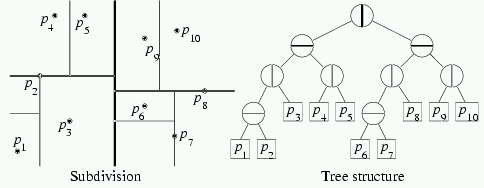 p4 p5
p9 p10
p2
p8
p6
p3
p1
p7
Subdivision
p3 p4 p5 p8 p9 p10
p1 p2 p6 p7
Tree structure